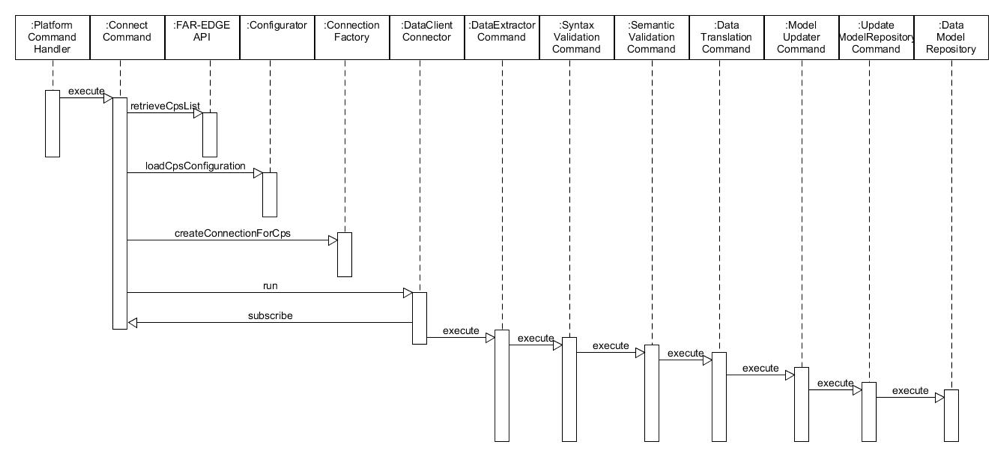 :Platform
Command
Handler
:Connect
Command
:FAR-EDGE
API
:Configurator
:Connection
Factory
:DataClient
Connector
:DataExtractor
Command
:Syntax
Validation
Command
:Semantic
Validation
Command
:Data
Translation
Command
:Model
Updater
Command
:Update
ModelRepository
Command
:Data
Model
Repository
execute
retrieveCpsList
loadCpsConfiguration
createConnectionForCps
run
subscribe
execute
execute
execute
execute
execute
execute
execute